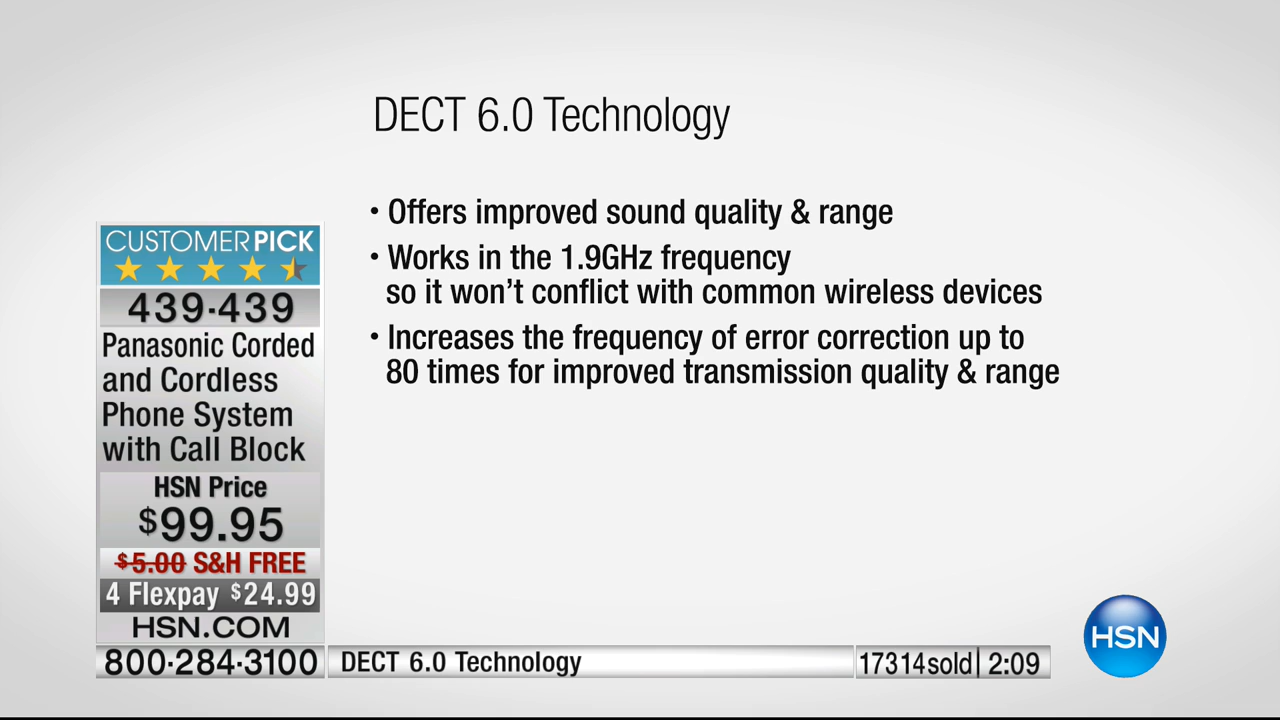 DECT 6.0 Technology
• Offers improved sound quality & range
• Works in the 1.9GHz frequency
so it won't conflict with common wireless devices
• Increases the frequency of error correction up to
80 times for improved transmission quality & range
CUSTOMER PICK
439·439
Panasonic Corded
and Cordless
Phone System
with Call Block
HSN Price
$99.95
$5.00 S&H FREE
4 Flexpay $24.99
HSN.COM
800·284·3100
DECT 6.0 Technology
17314 sold | 2:09
HSN